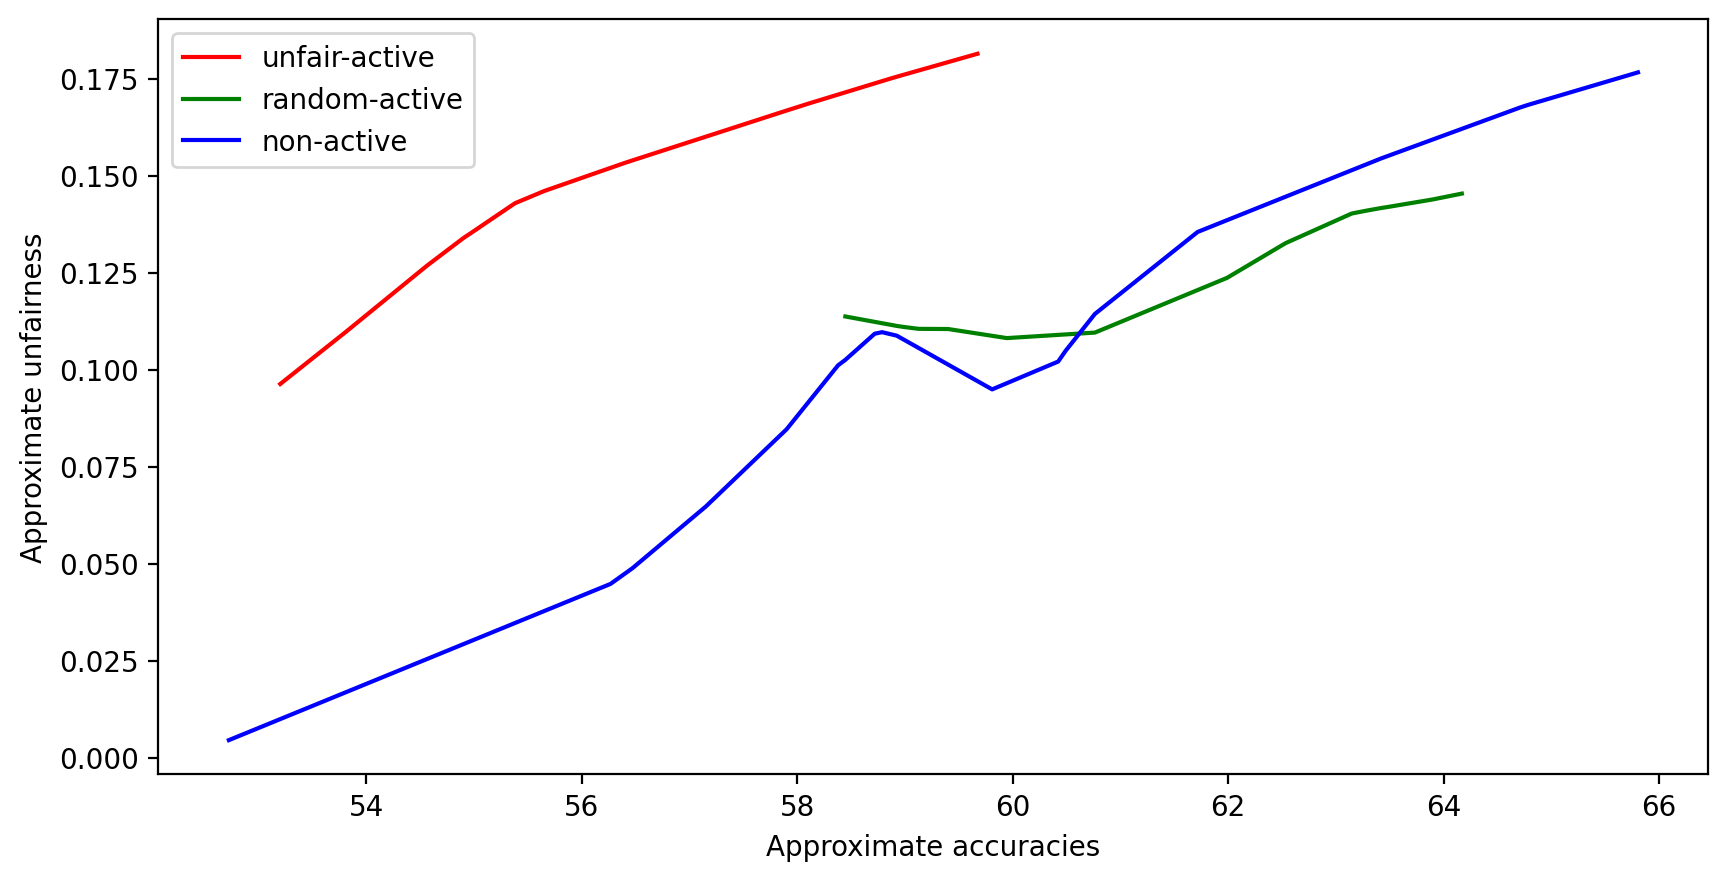 unfair-active
random-active
non-active
0.175
0.150
0.125
0.100
0.075
0.050
0.025
0.000
Approximate unfairness
54 56 58 60 62 64 66
Approximate accuracies